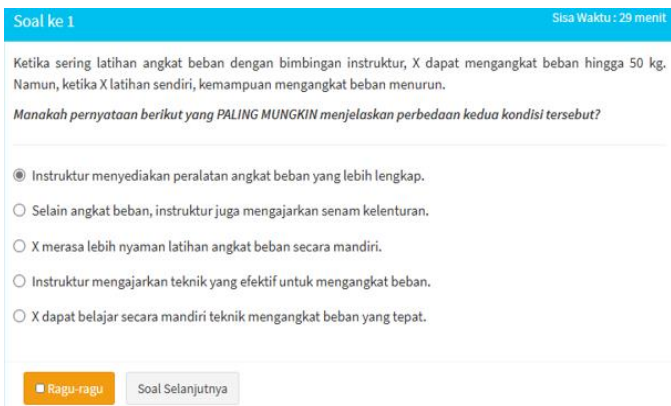 Soal ke 1
Sisa Waktu : 29 menit
Ketika sering latihan angkat beban dengan bimbingan instruktur, X dapat mengangkat beban hingga 50 kg.
Namun, ketika X latihan sendiri, kemampuan mengangkat beban menurun.
Manakah pernyataan berikut yang PALING MUNGKIN menjelaskan perbedaan kedua kondisi tersebut?
Instruktur menyediakan peralatan angkat beban yang lebih lengkap.
Selain angkat beban, instruktur juga mengajarkan senam kelenturan.
X merasa lebih nyaman latihan angkat beban secara mandiri.
Instruktur mengajarkan teknik yang efektif untuk mengangkat beban.
X dapat belajar secara mandiri teknik mengangkat beban yang tepat.
Ragu-ragu
Soal Selanjutnya